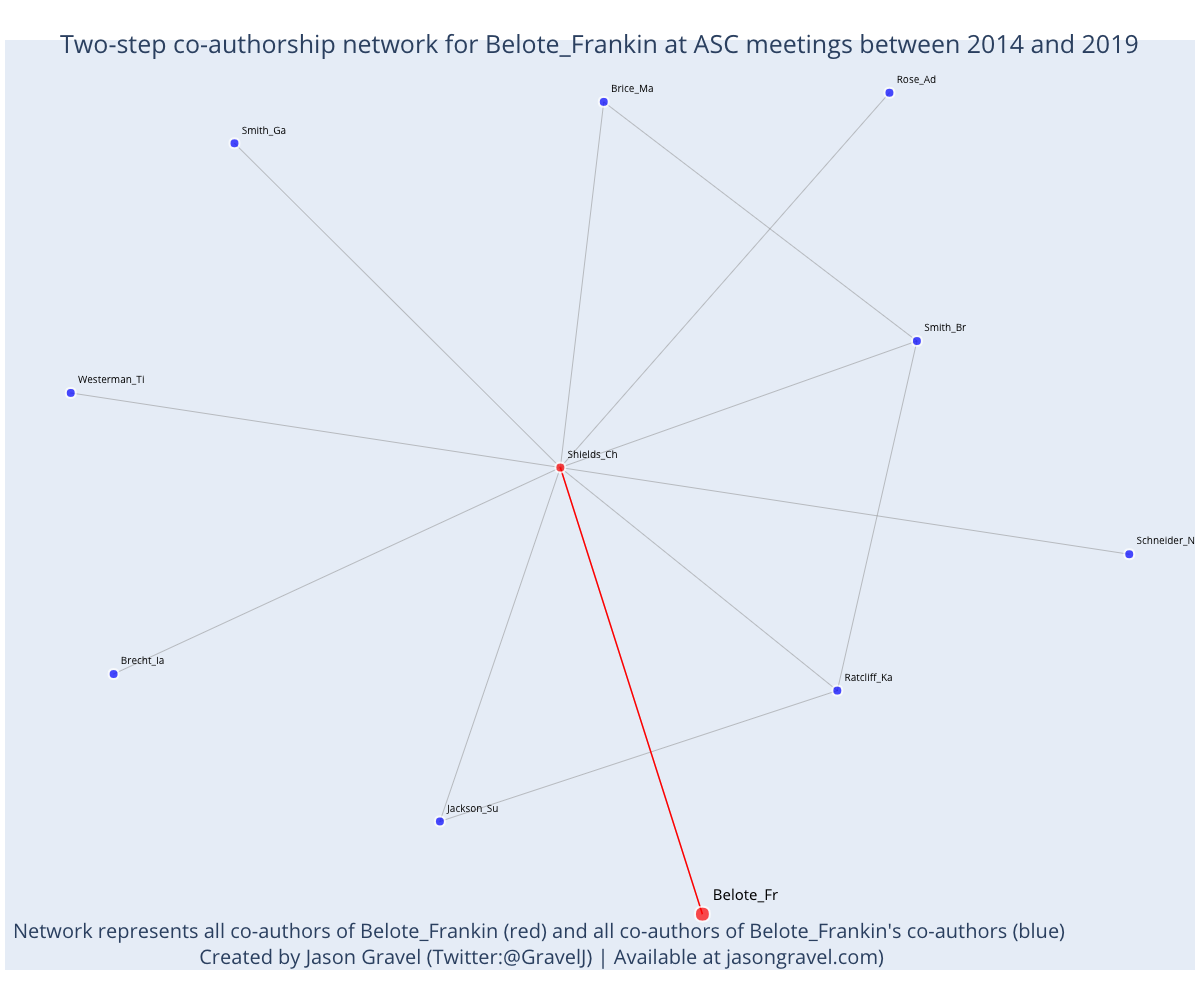 Two-step co-authorship network for Belote_Frankin at ASC meetings between 2014 and 2019
Rose_Ad
Brice_Ma
Smith_Ga
Smith_Br
Westerman_Ti
Shields_Ch
Schneider_N
Brecht_Ia
Ratcliff_Ka
Jackson_Su
Belote_Fr
Network represents all co-authors of Belote_Frankin (red) and all co-authors of Belote_Frankin's co-authors (blue)
Created by Jason Gravel (Twitter:@GravelJ) | Available at jasongravel.com)